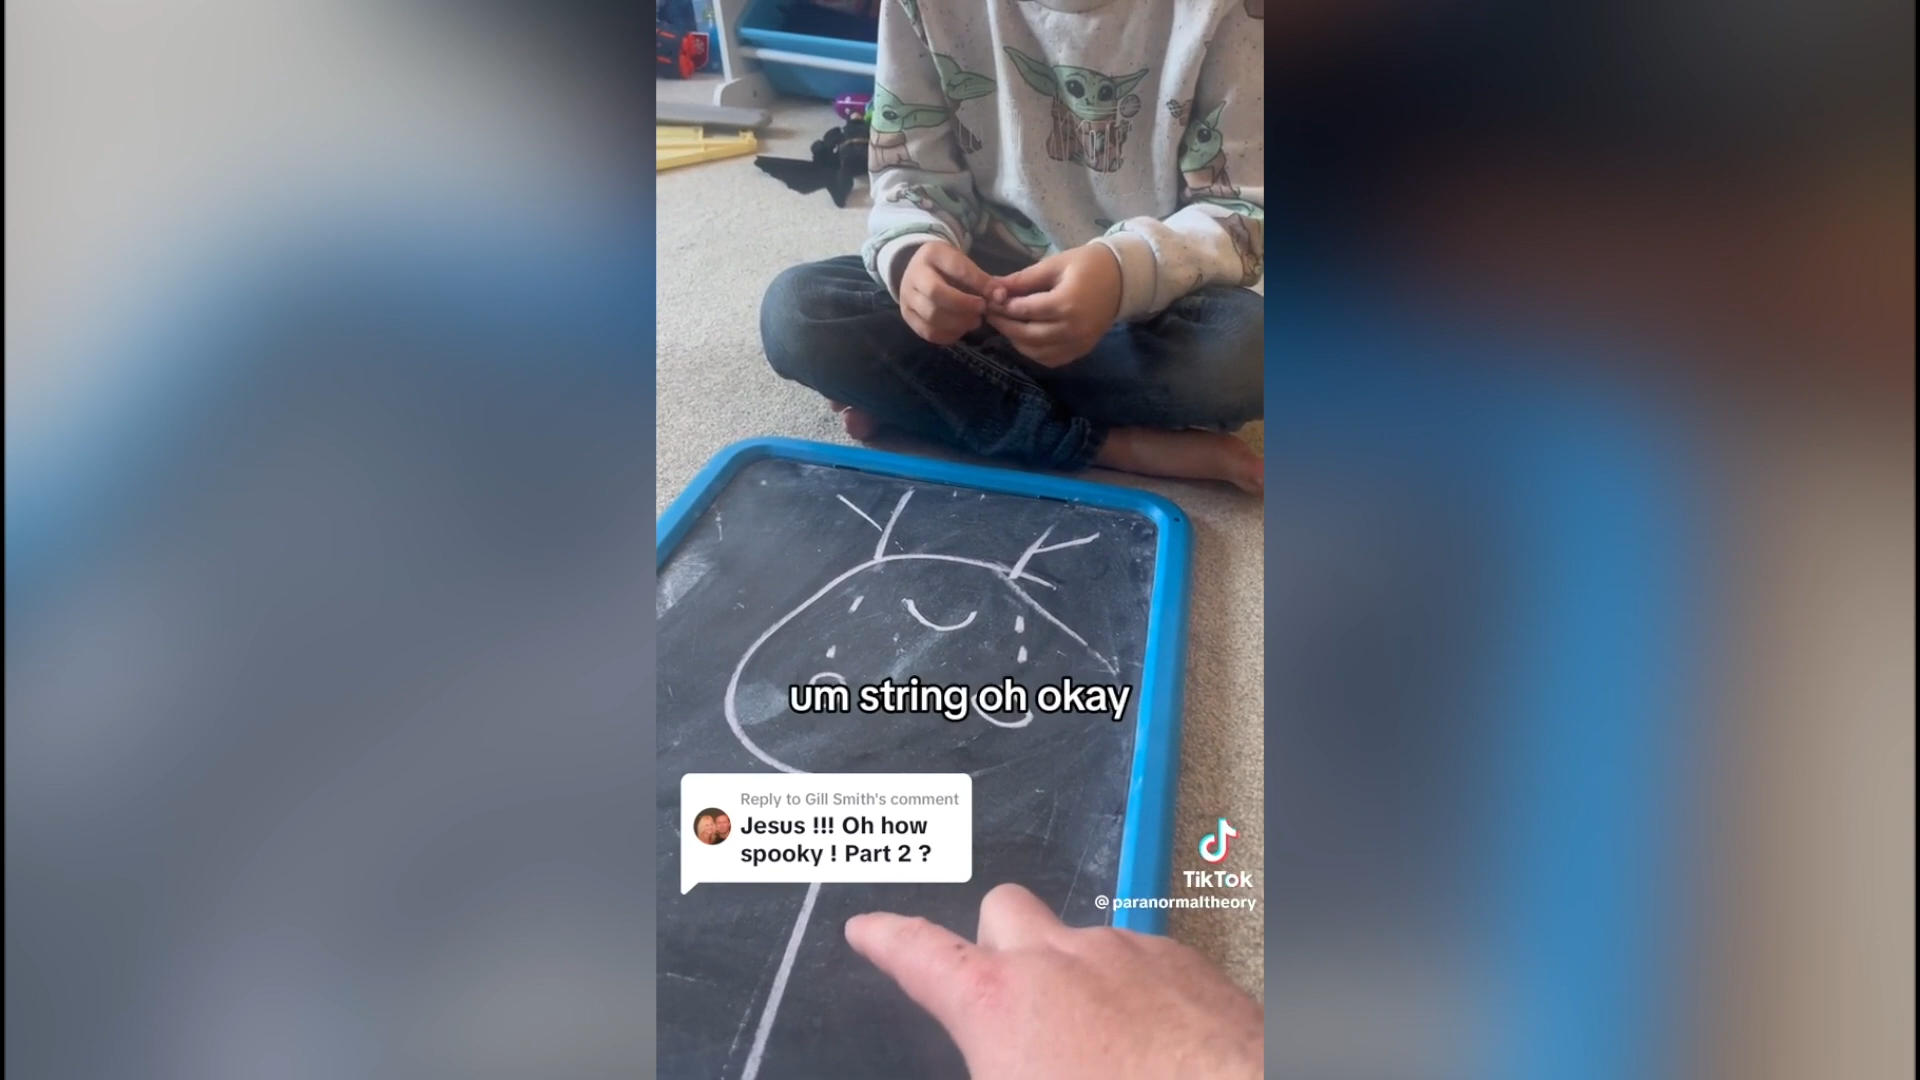 um string oh okay
Reply to Gill Smith's comment
Jesus !!! Oh how
spooky ! Part 2 ?
TikTok
@paranormaltheory